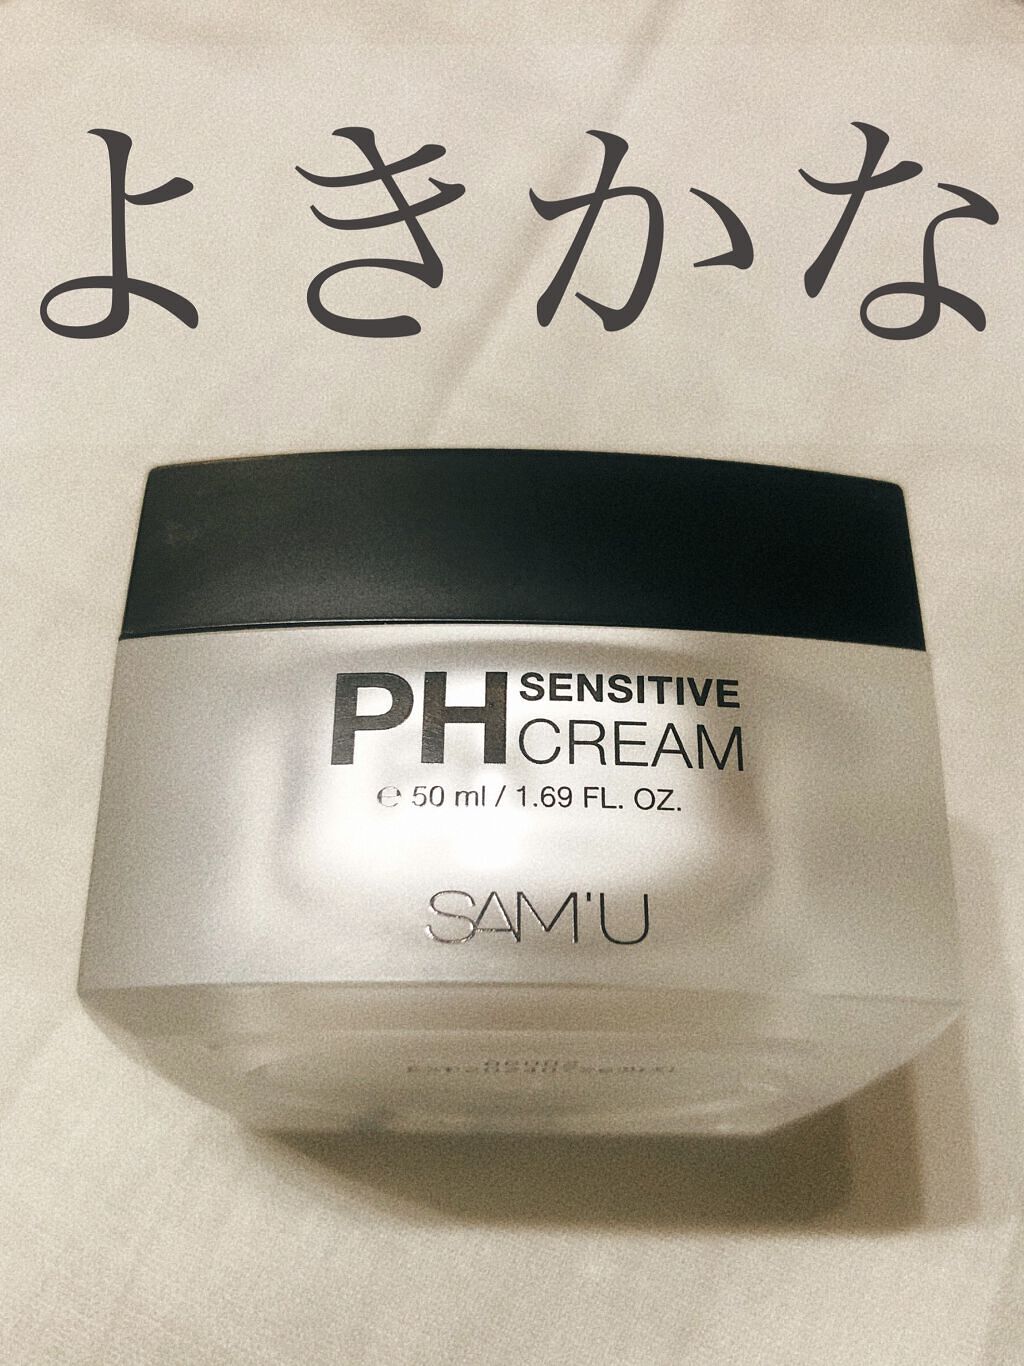 よきかな
PH SENSITIVE
CREAM
℮ 50 ml / 1.69 FL. OZ.
SAM'U